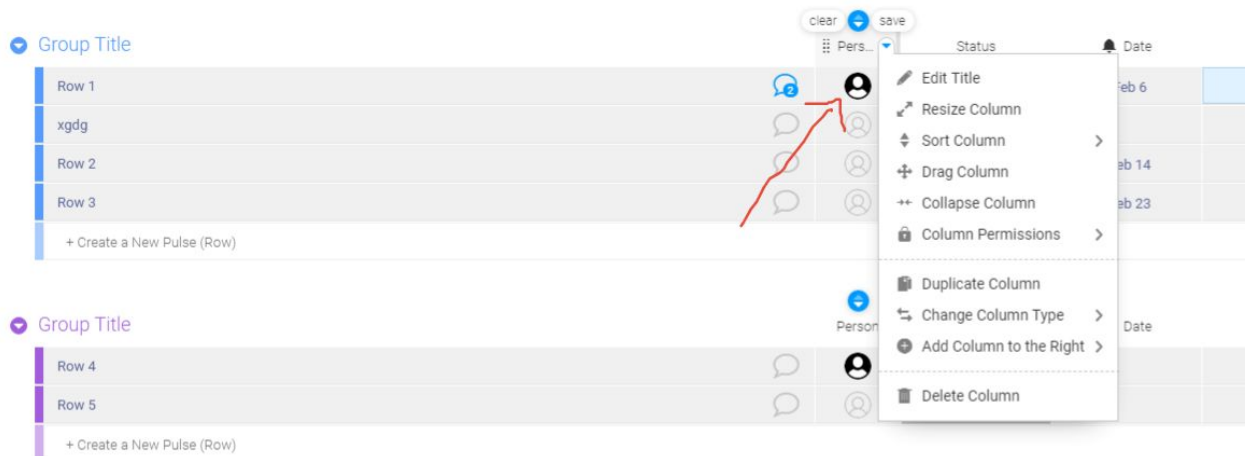 clear save
Group Title Pers... Status Date
Row 1 2 Feb 6
xgdg
Row 2 eb 14
Row 3 eb 23
+ Create a New Pulse (Row)
Edit Title
Resize Column
Sort Column
Drag Column
Collapse Column
Column Permissions
Duplicate Column
Change Column Type
Add Column to the Right
Delete Column
Group Title Person Date
Row 4
Row 5
+ Create a New Pulse (Row)